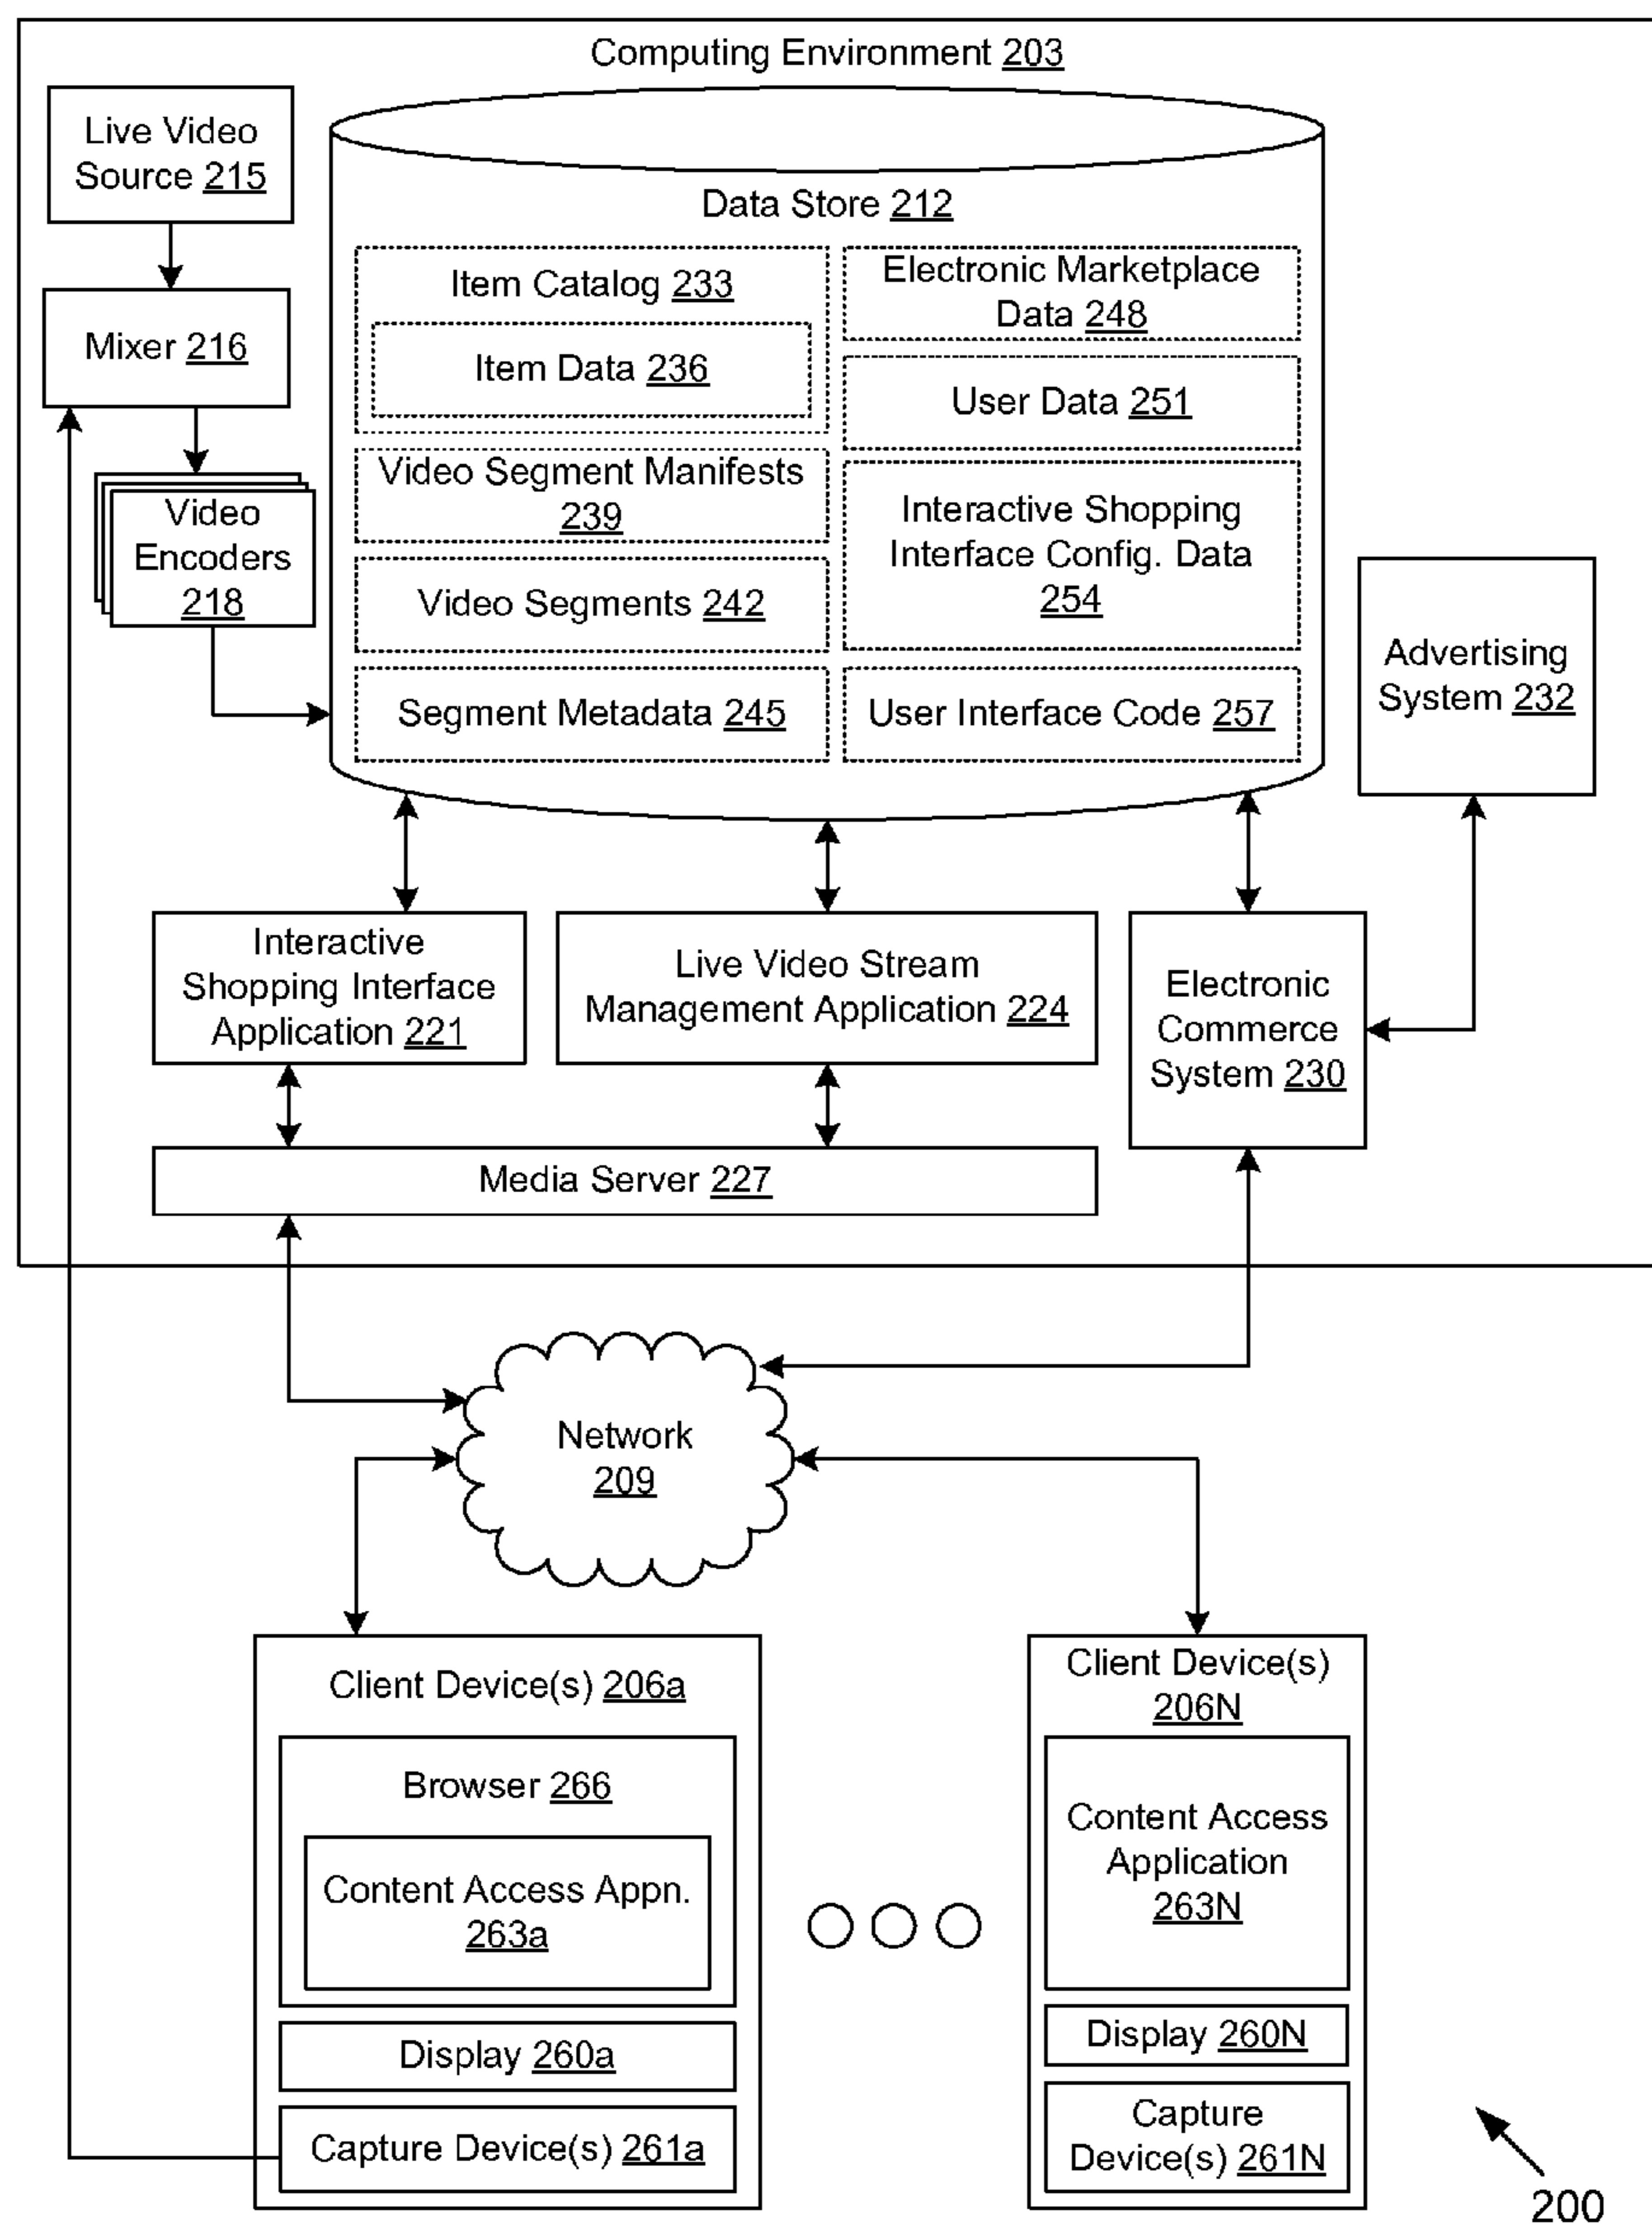 Computing Environment 203
Live Video
Source 215
Mixer 216
Video
Encoders
218
Data Store 212
Item Catalog 233
Item Data 236
Video Segment Manifests
239
Video Segments 242
Segment Metadata 245
Electronic Marketplace
Data 248
User Data 251
Interactive Shopping
Interface Config. Data
254
User Interface Code 257
Advertising
System 232
Interactive
Shopping Interface
Application 221
Live Video Stream
Management Application 224
Electronic
Commerce
System 230
Media Server 227
Network
209
Client Device(s) 206a
Browser 266
Content Access Appn.
263a
Display 260a
Capture Device(s) 261a
Client Device(s)
206N
Content Access
Application
263N
Display 260N
Capture
Device(s) 261N
200